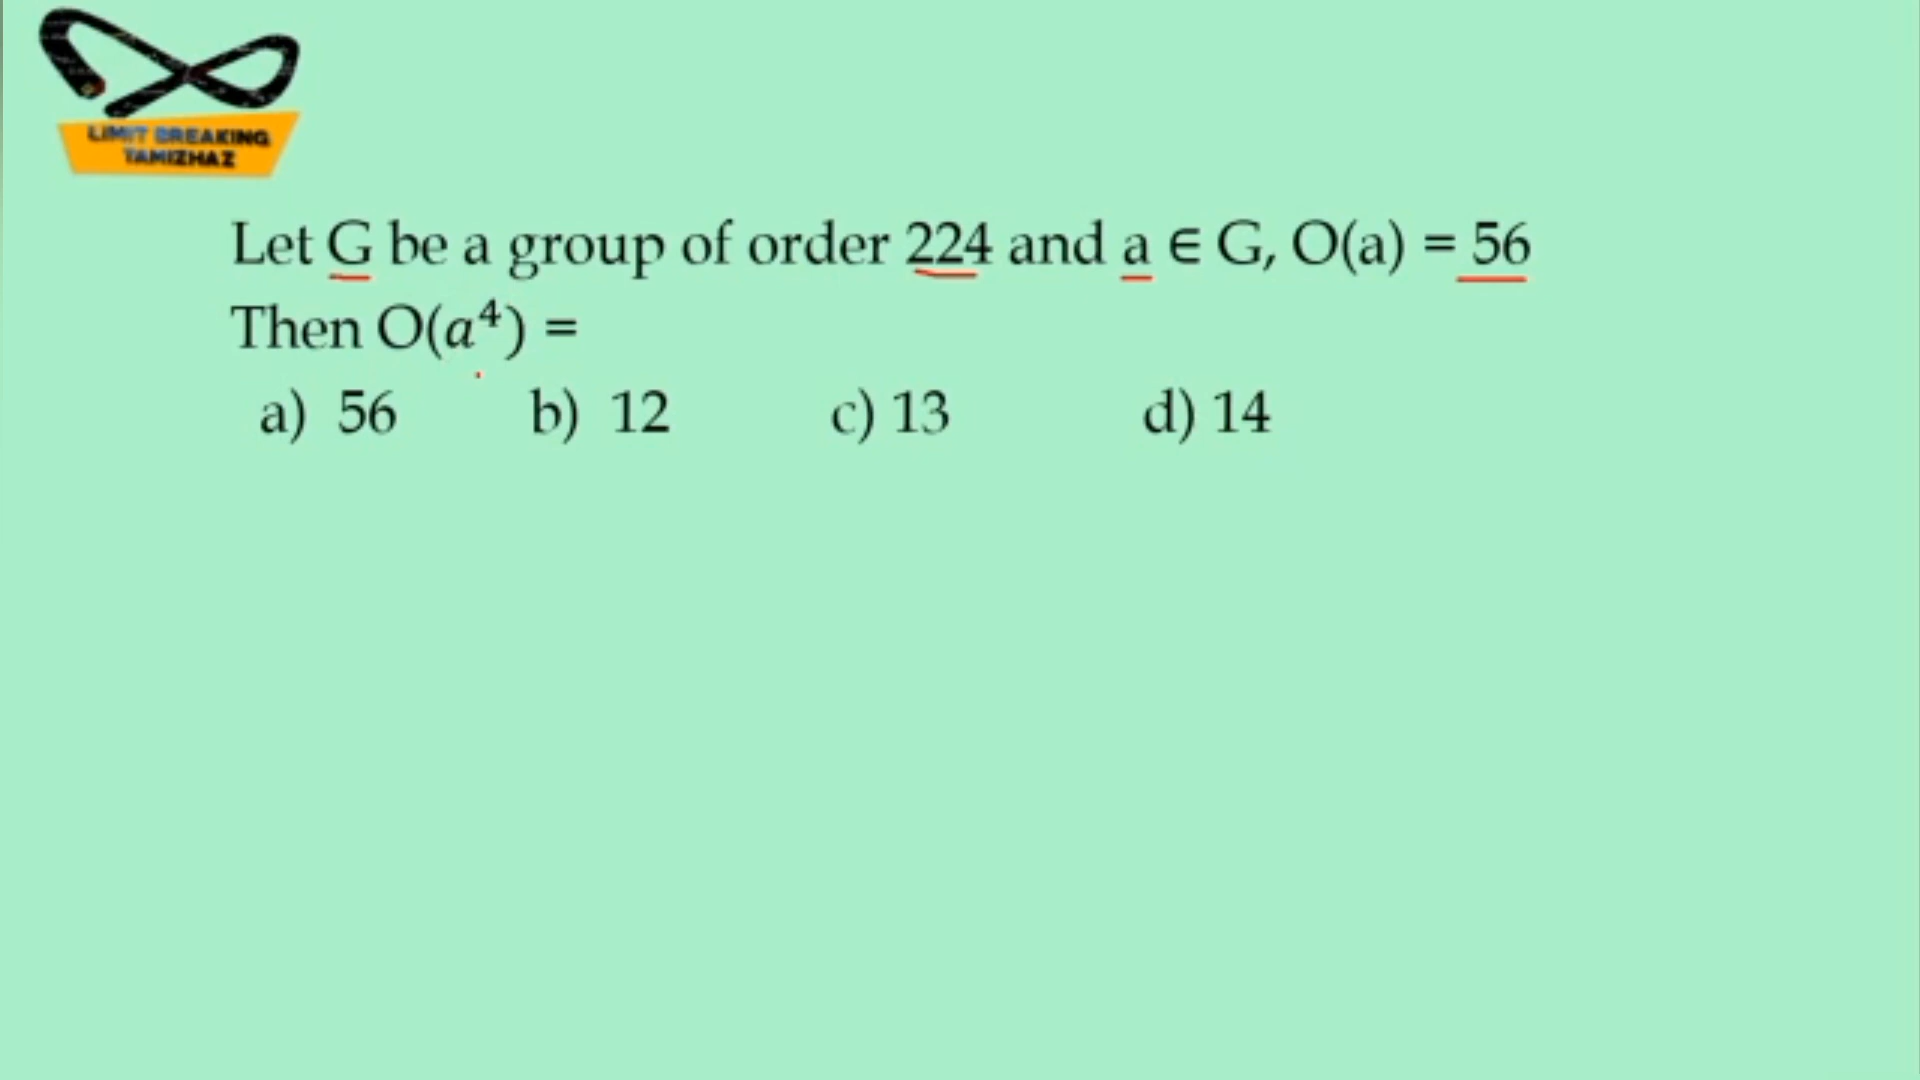 LIMIT BREAKING
TAMIZHAZ
Let G be a group of order 224 and a ∈ G, O(a) = 56
Then O(a⁴) =
a) 56 b) 12 c) 13 d) 14